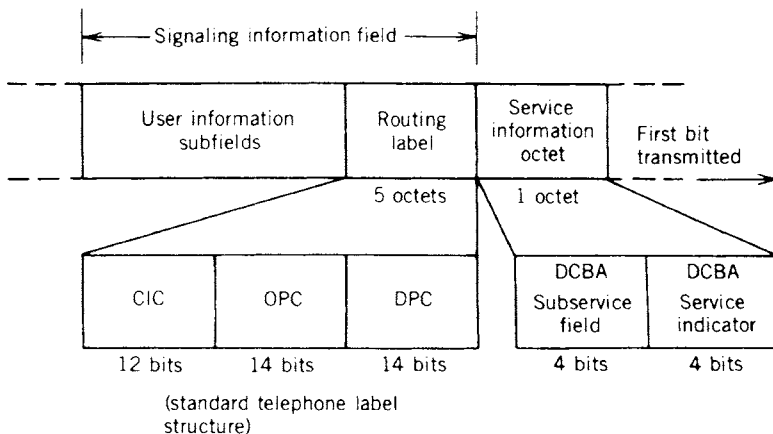 Signaling information field
User information
subfields
Routing
label
Service
information
octet
First bit
transmitted
5 octets
1 octet
CIC
OPC
DPC
DCBA
Subservice
field
DCBA
Service
indicator
12 bits
14 bits
14 bits
4 bits
4 bits
(standard telephone label
structure)